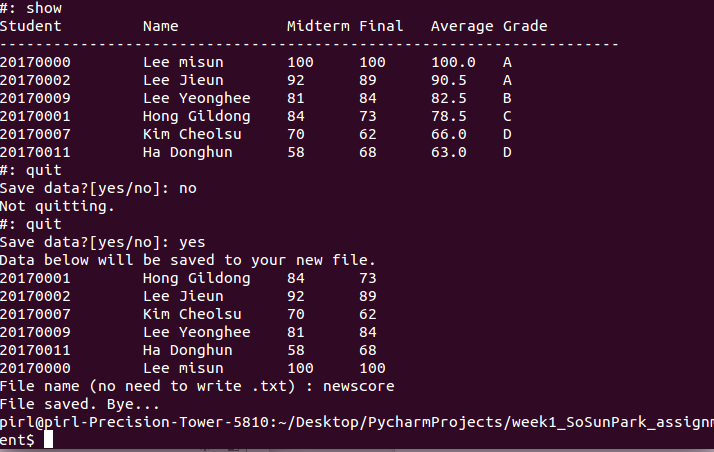 #: show
Student Name Midterm Final Average Grade
---------------------------------------------------------------------
20170000 Lee misun 100 100 100.0 A
20170002 Lee Jieun 92 89 90.5 A
20170009 Lee Yeonghee 81 84 82.5 B
20170001 Hong Gildong 84 73 78.5 C
20170007 Kim Cheolsu 70 62 66.0 D
20170011 Ha Donghun 58 68 63.0 D
#: quit
Save data?[yes/no]: no
Not quitting.
#: quit
Save data?[yes/no]: yes
Data below will be saved to your new file.
20170001 Hong Gildong 84 73
20170002 Lee Jieun 92 89
20170007 Kim Cheolsu 70 62
20170009 Lee Yeonghee 81 84
20170011 Ha Donghun 58 68
20170000 Lee misun 100 100
File name (no need to write .txt) : newscore
File saved. Bye...
pirl@pirl-Precision-Tower-5810:~/Desktop/PycharmProjects/week1_SoSunPark_assignm
ent$